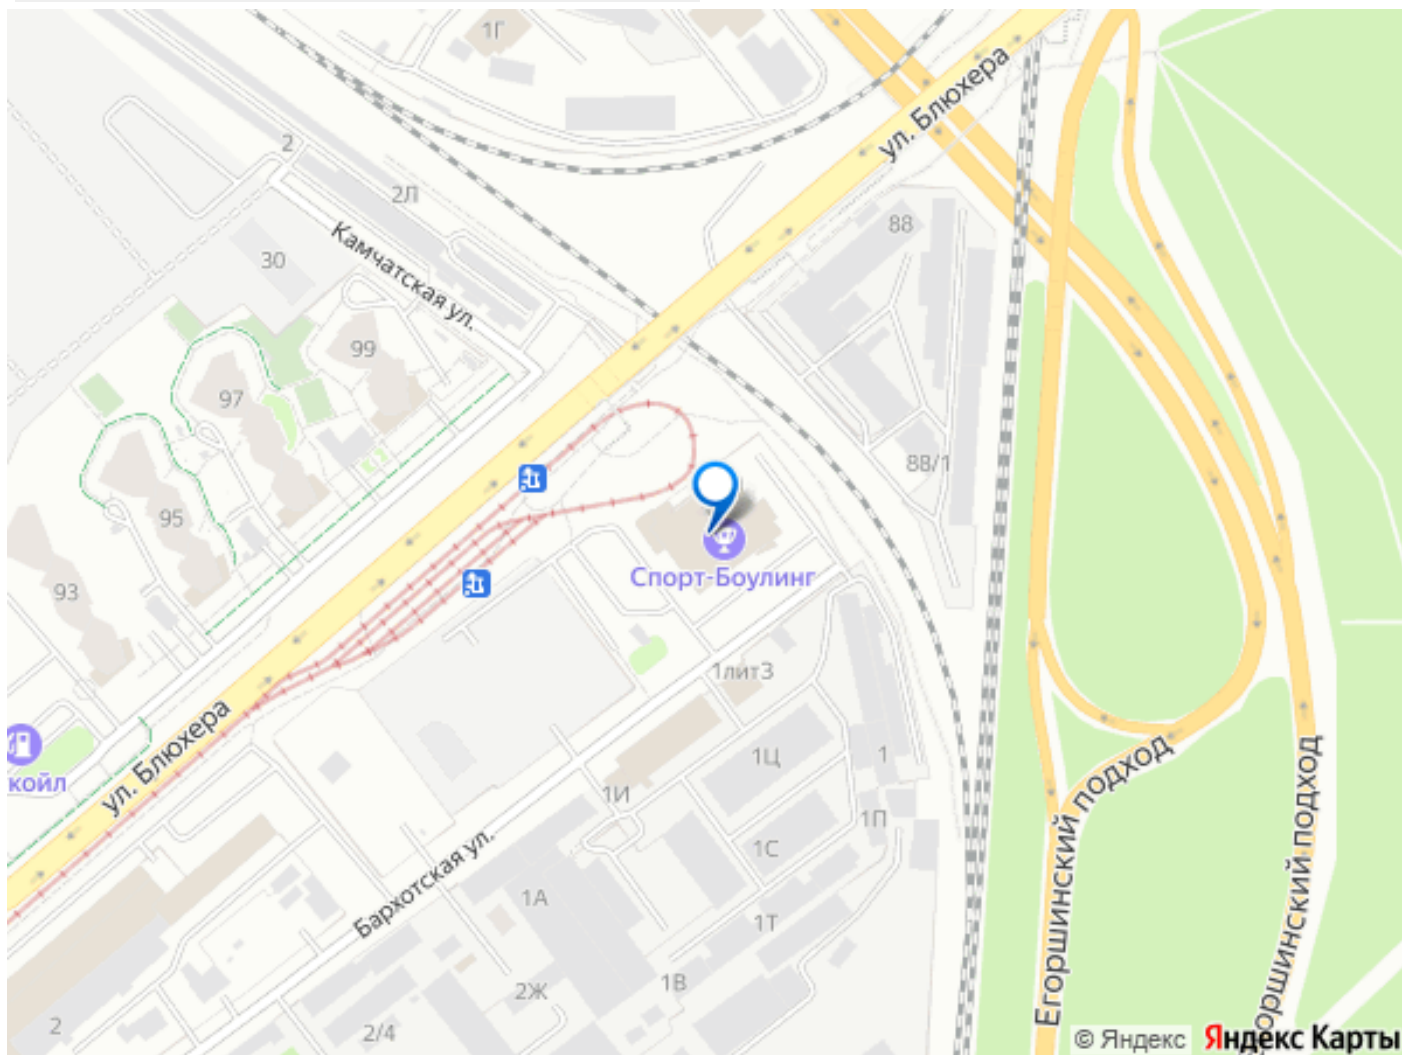 1Г
ул. Блюхера
2
2Л
88
Камчатская ул.
30
99
97
88/1
95
Спорт-Боулинг
93
1лит3
ул. Блюхера
койл
1Ц
1
Егоршинский подход
Егоршинский подход
1И
1П
1С
Бархотская ул.
1А
1Т
1В
2Ж
2
2/4
© Яндекс
Яндекс Карты